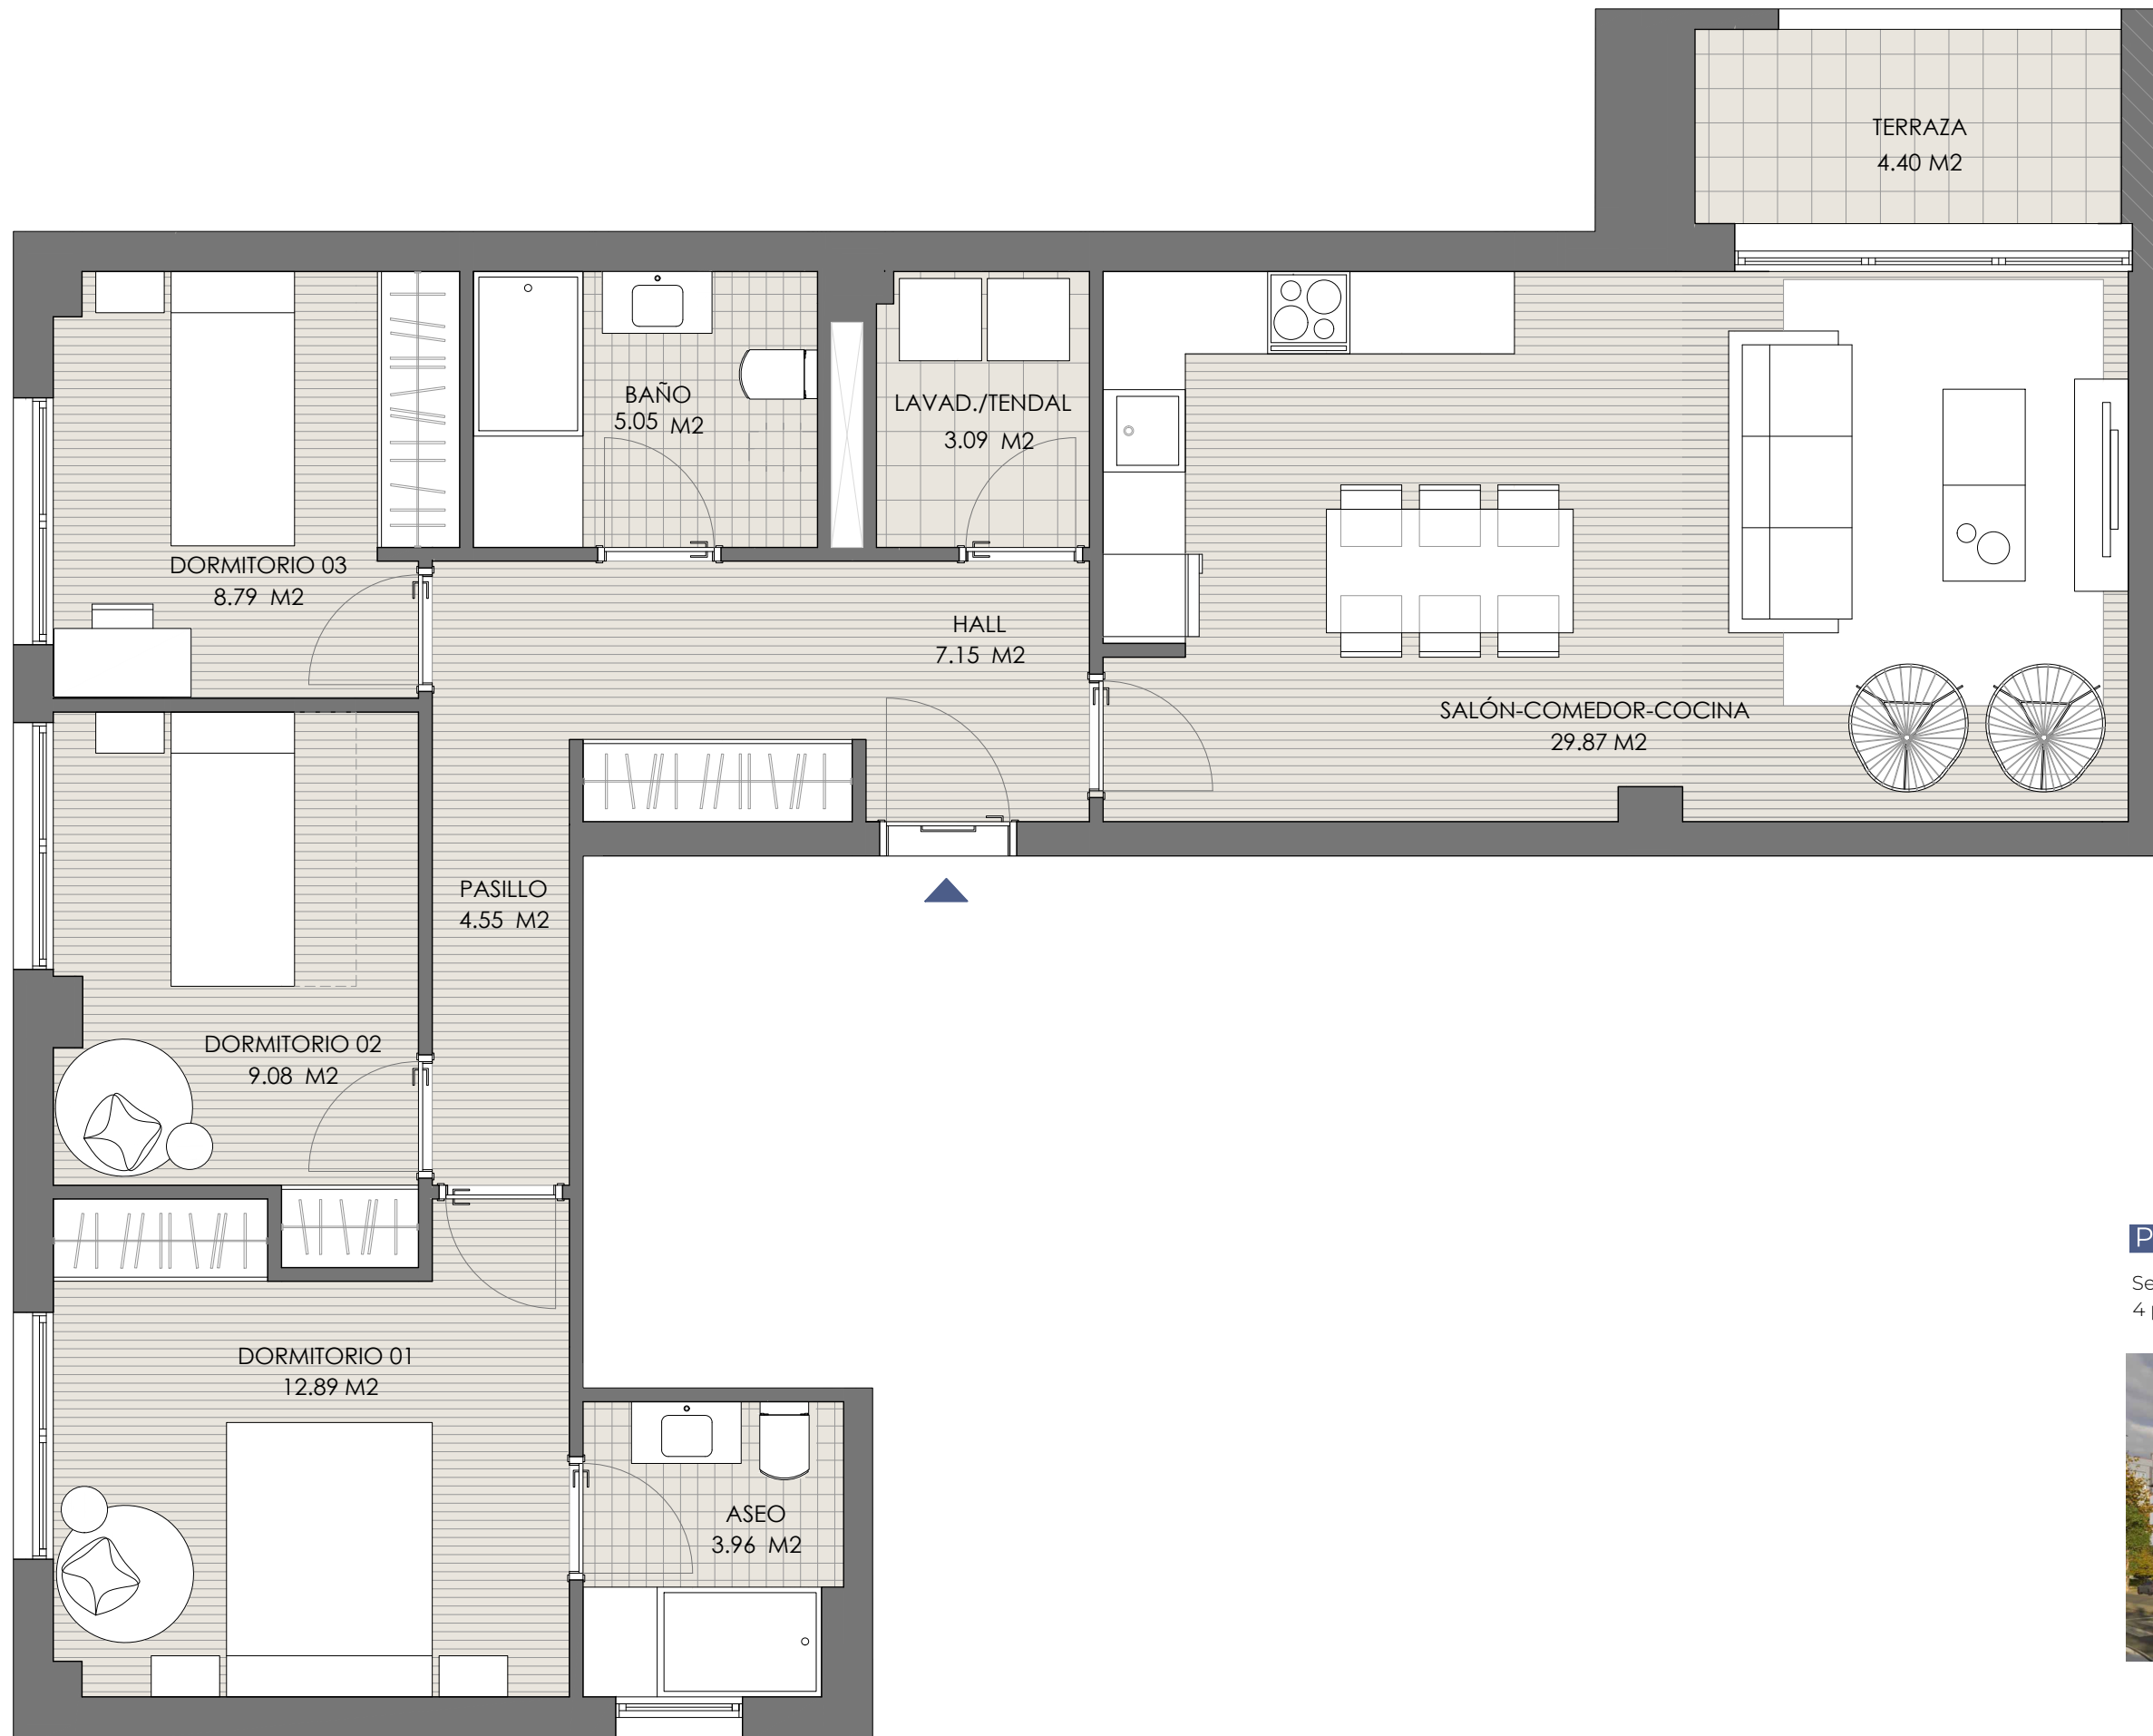 TERRAZA
4.40 M2
BAÑO
5.05 M2
LAVAD./TENDAL
3.09 M2
DORMITORIO 03
8.79 M2
HALL
7.15 M2
SALÓN-COMEDOR-COCINA
29.87 M2
PASILLO
4.55 M2
DORMITORIO 02
9.08 M2
DORMITORIO 01
12.89 M2
ASEO
3.96 M2
P
Se
4